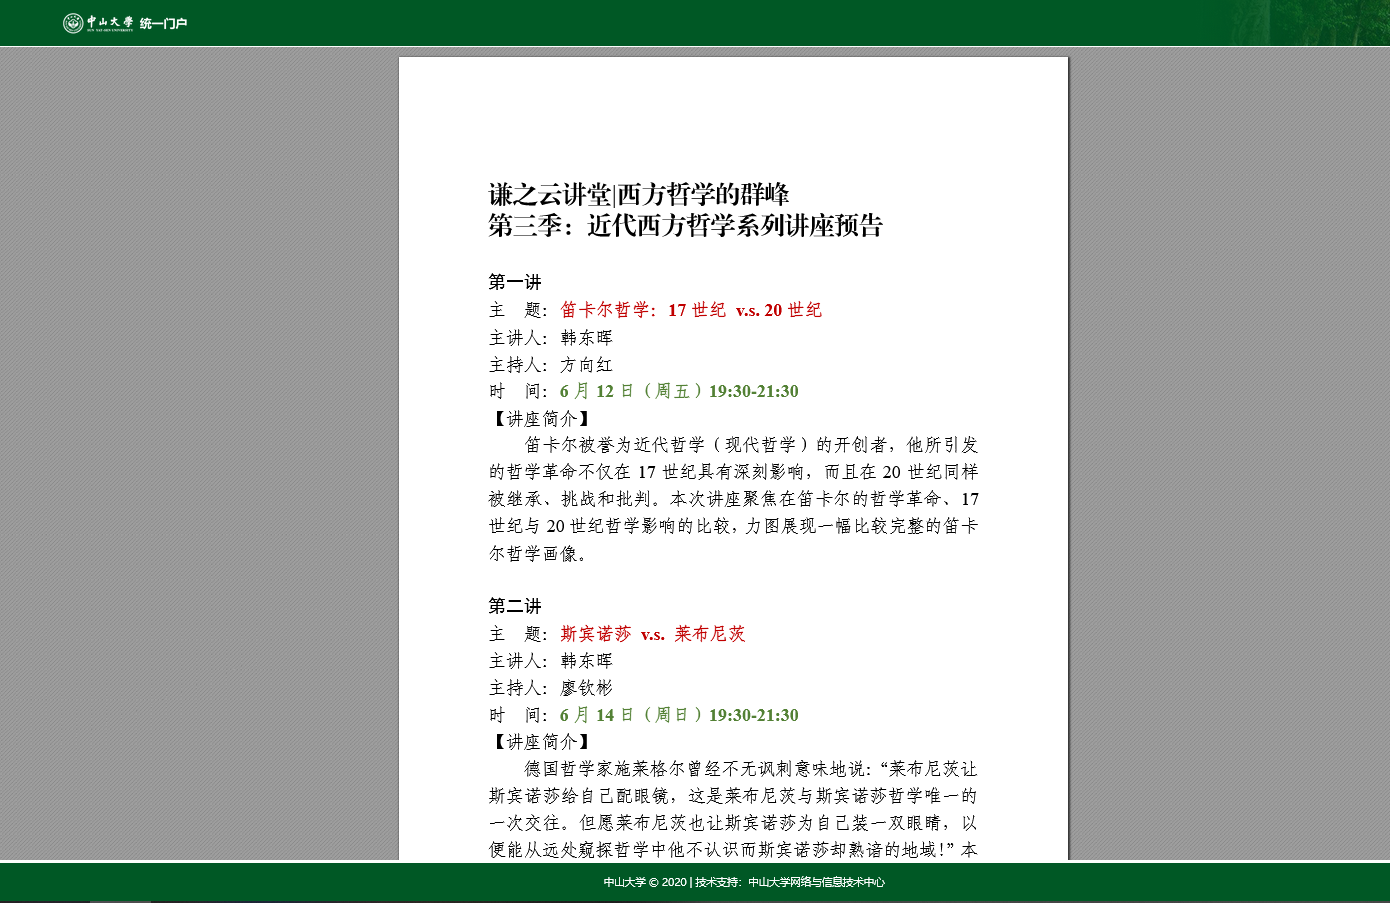 中山大学 统一门户
SUN YAT-SEN UNIVERSITY
谦之云讲堂|西方哲学的群峰
第三季：近代西方哲学系列讲座预告
第一讲
主　题：笛卡尔哲学：17 世纪 v.s. 20 世纪
主讲人：韩东晖
主持人：方向红
时　间：6 月 12 日（周五）19:30-21:30
【讲座简介】
笛卡尔被誉为近代哲学（现代哲学）的开创者，他所引发
的哲学革命不仅在 17 世纪具有深刻影响，而且在 20 世纪同样
被继承、挑战和批判。本次讲座聚焦在笛卡尔的哲学革命、17
世纪与 20 世纪哲学影响的比较，力图展现一幅比较完整的笛卡
尔哲学画像。
第二讲
主　题：斯宾诺莎 v.s. 莱布尼茨
主讲人：韩东晖
主持人：廖钦彬
时　间：6 月 14 日（周日）19:30-21:30
【讲座简介】
德国哲学家施莱格尔曾经不无讽刺意味地说：“莱布尼茨让
斯宾诺莎给自己配眼镜，这是莱布尼茨与斯宾诺莎哲学唯一的
一次交往。但愿莱布尼茨也让斯宾诺莎为自己装一双眼睛，以
便能从远处窥探哲学中他不认识而斯宾诺莎却熟谙的地域！”本
中山大学 © 2020 | 技术支持：中山大学网络与信息技术中心